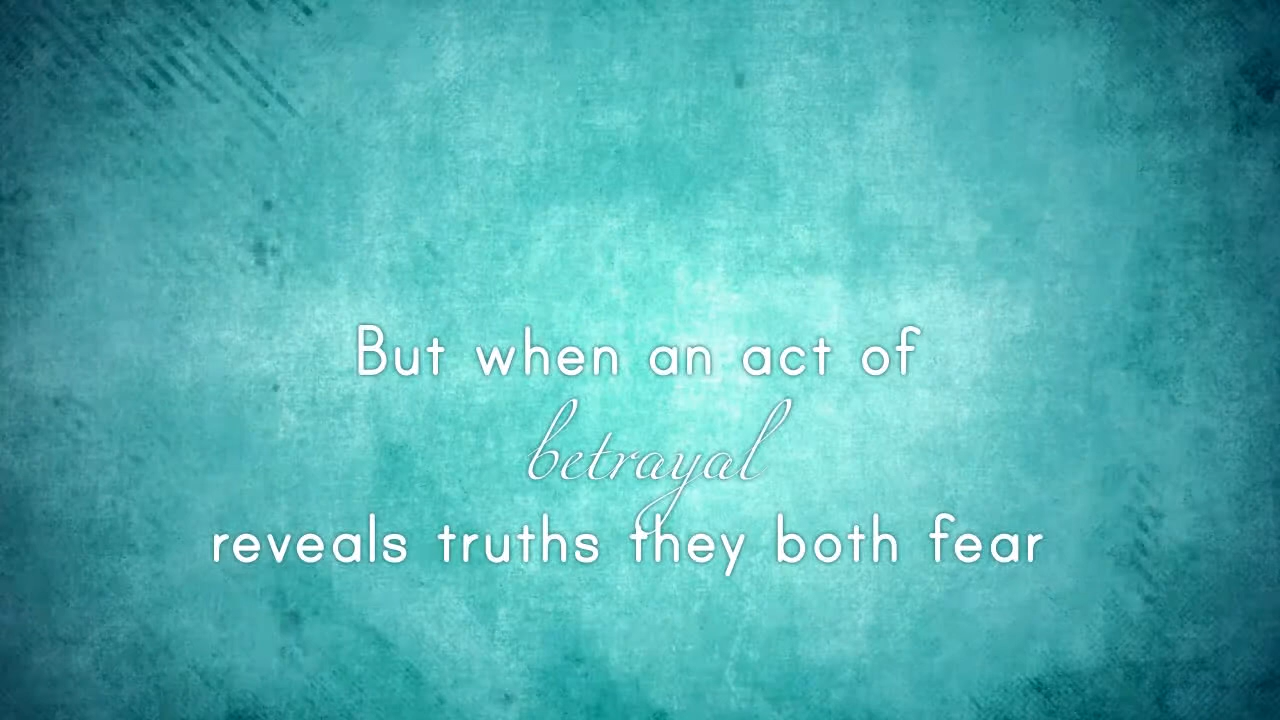 But when an act of
betrayal
reveals truths they both fear